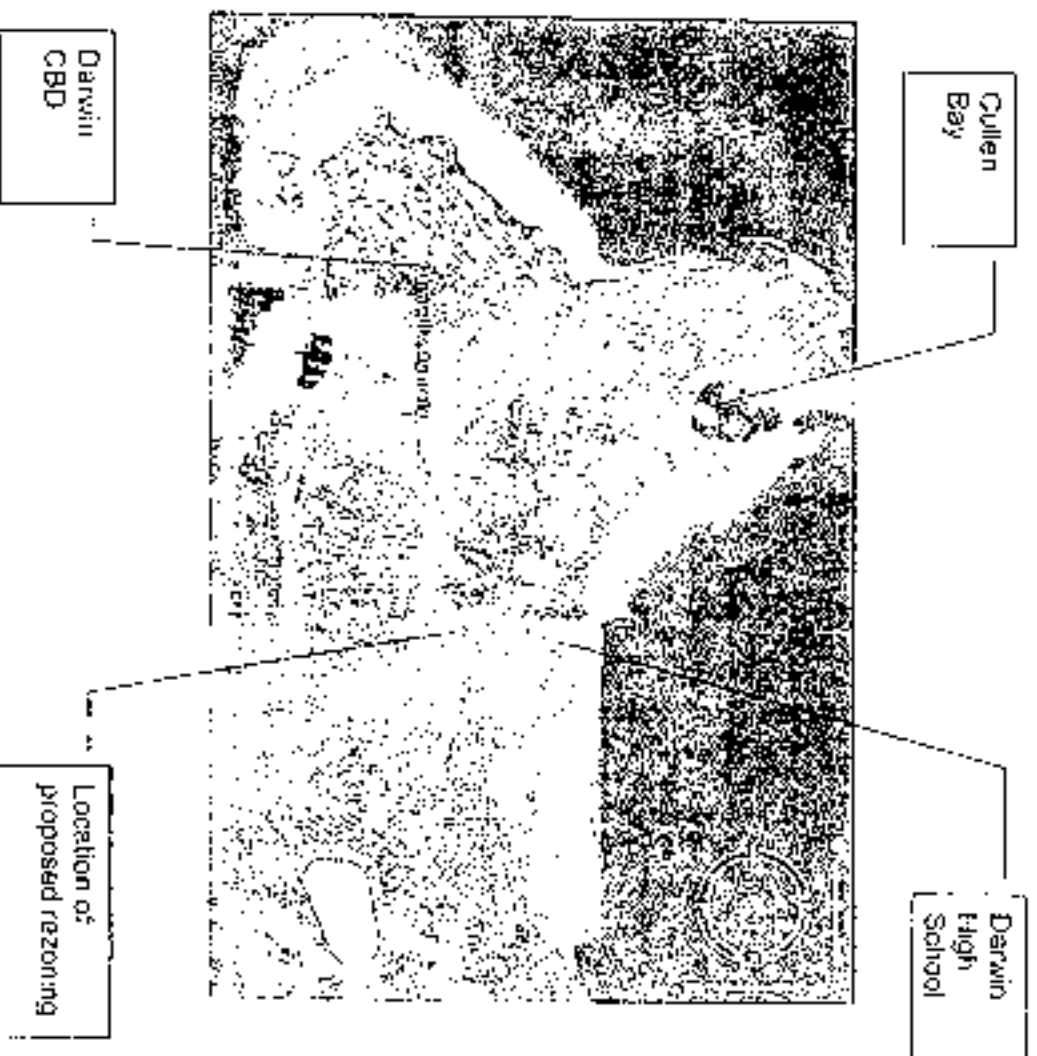 Cullen
Bay
Darwin
High
School
Darwin
CBD
Location of
proposed rezoning